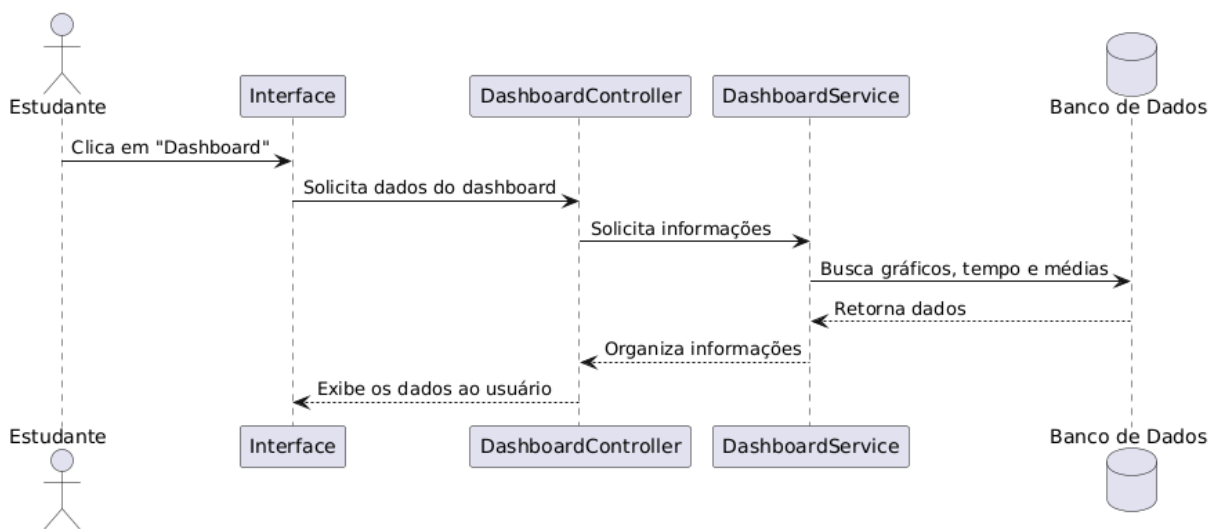 Estudante
Interface
DashboardController
DashboardService
Banco de Dados
Clica em "Dashboard"
Solicita dados do dashboard
Solicita informações
Busca gráficos, tempo e médias
Retorna dados
Organiza informações
Exibe os dados ao usuário
Estudante
Interface
DashboardController
DashboardService
Banco de Dados